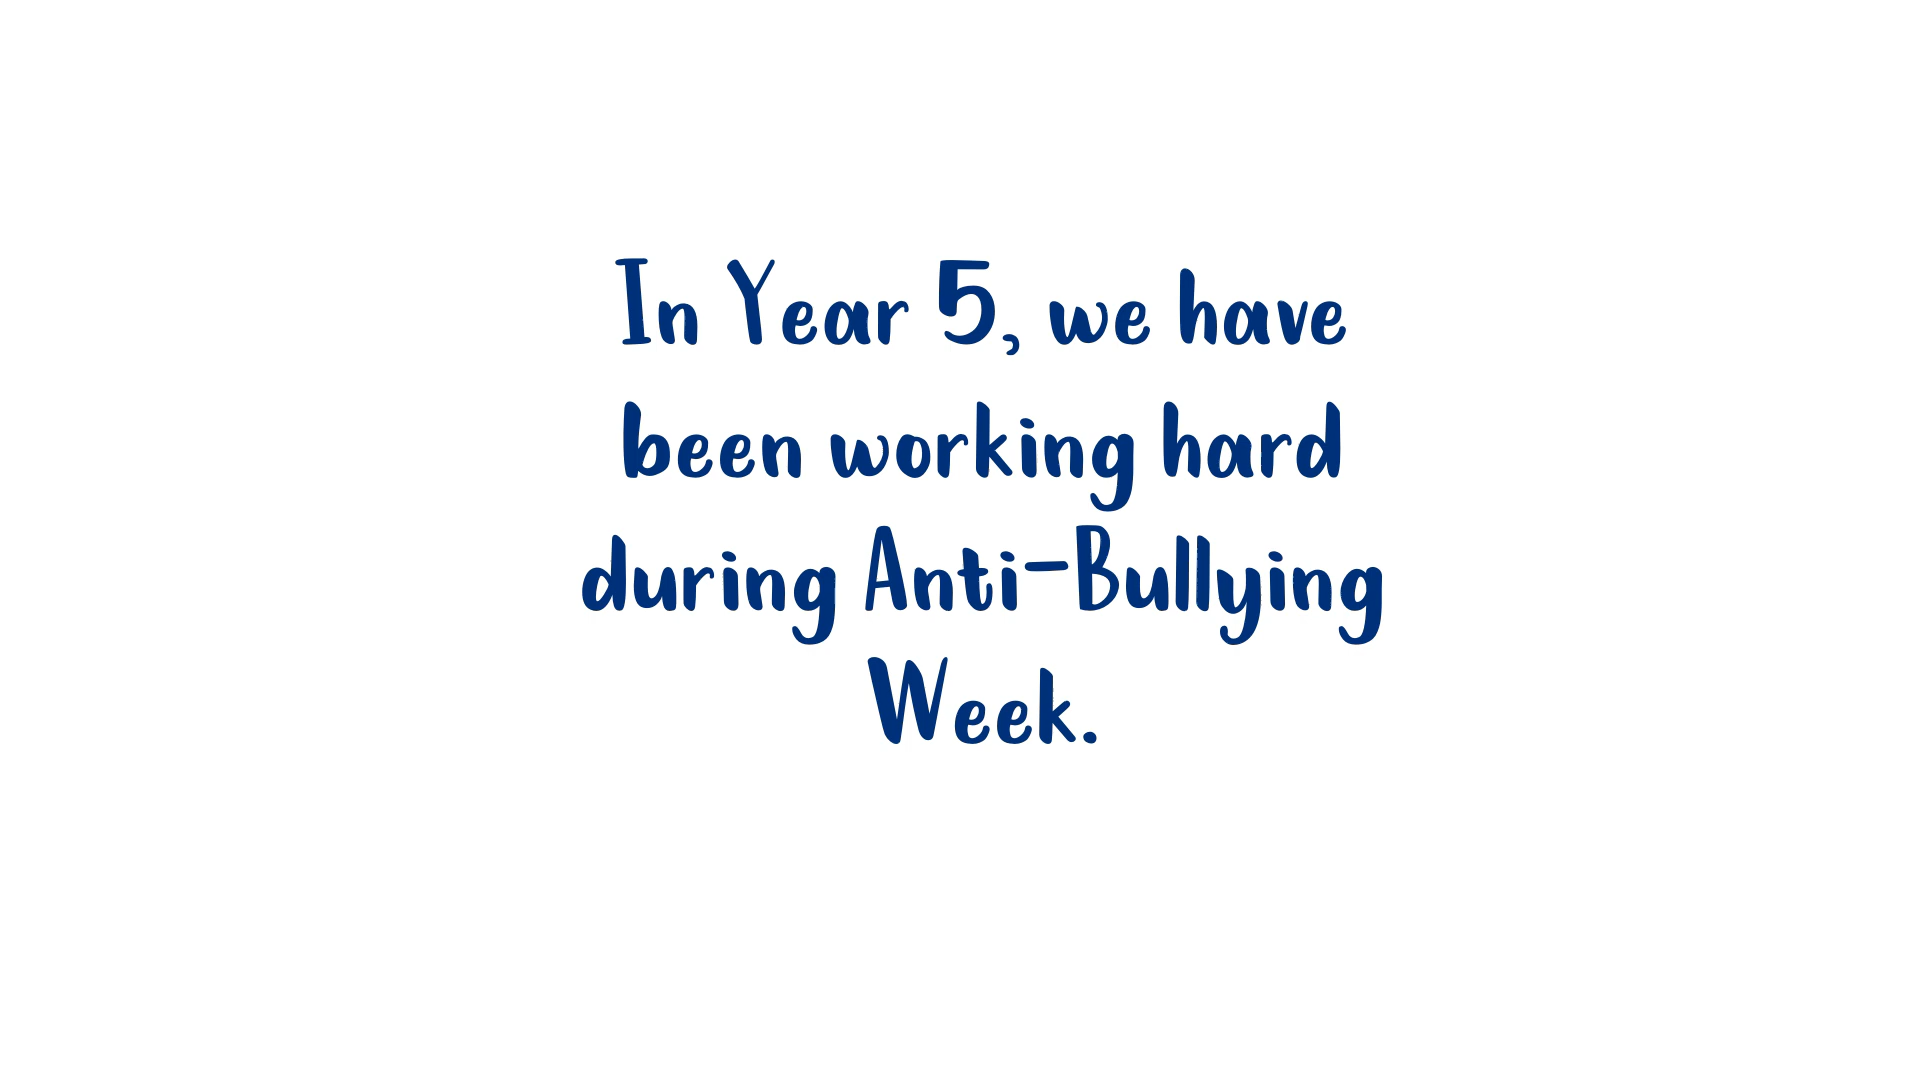 In Year 5, we have
been working hard
during Anti-Bullying
Week.